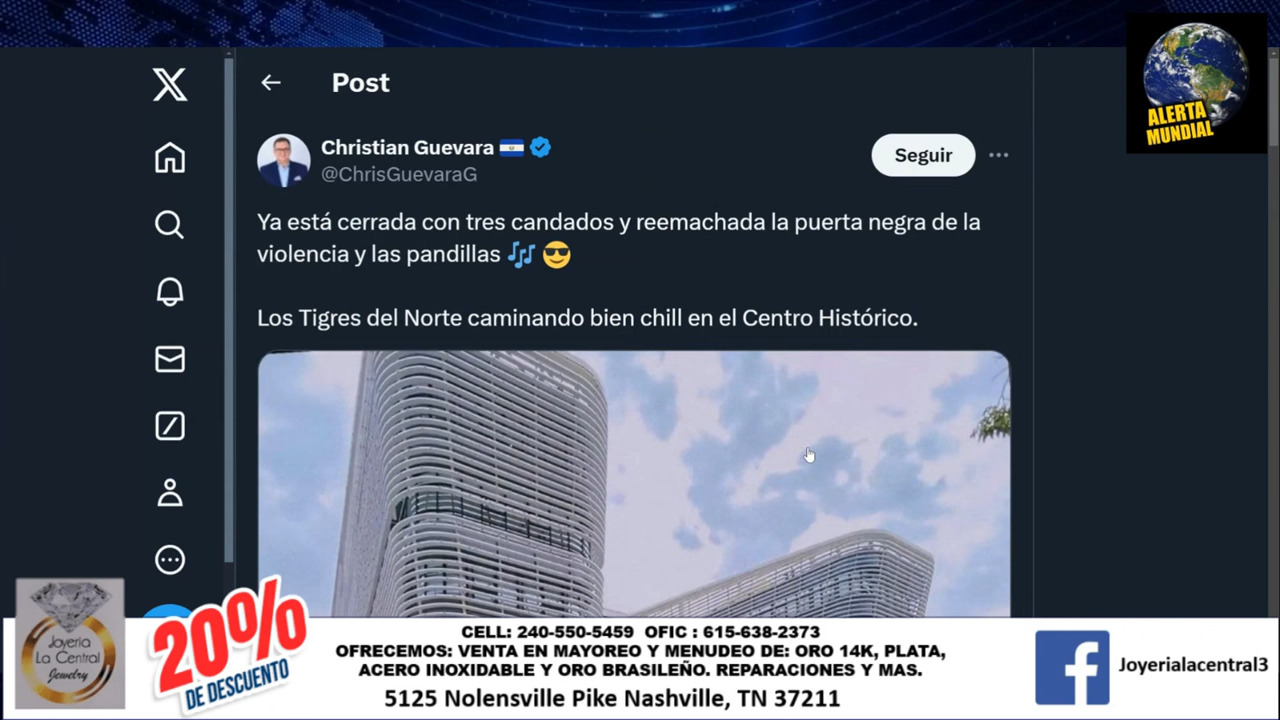 Post
ALERTA
MUNDIAL
Christian Guevara
@ChrisGuevaraG
Seguir
Ya está cerrada con tres candados y reemachada la puerta negra de la
violencia y las pandillas
Los Tigres del Norte caminando bien chill en el Centro Histórico.
Joyeria
La Central
Jewelry
20%
DE DESCUENTO
CELL: 240-550-5459 OFIC : 615-638-2373
OFRECEMOS: VENTA EN MAYOREO Y MENUDEO DE: ORO 14K, PLATA,
ACERO INOXIDABLE Y ORO BRASILEÑO. REPARACIONES Y MAS.
5125 Nolensville Pike Nashville, TN 37211
Joyerialacentral3